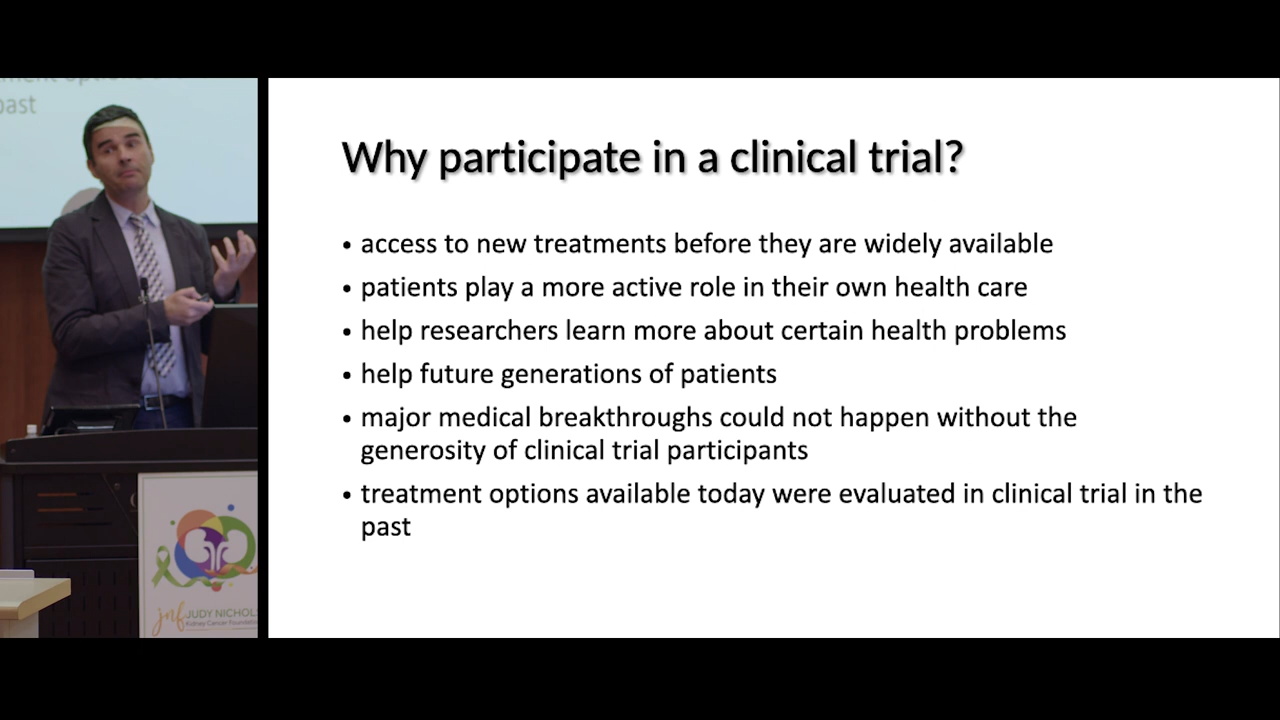 past
jnf JUDY NICHOLS
Kidney Cancer Foundation
Why participate in a clinical trial?
• access to new treatments before they are widely available
• patients play a more active role in their own health care
• help researchers learn more about certain health problems
• help future generations of patients
• major medical breakthroughs could not happen without the
generosity of clinical trial participants
• treatment options available today were evaluated in clinical trial in the
past